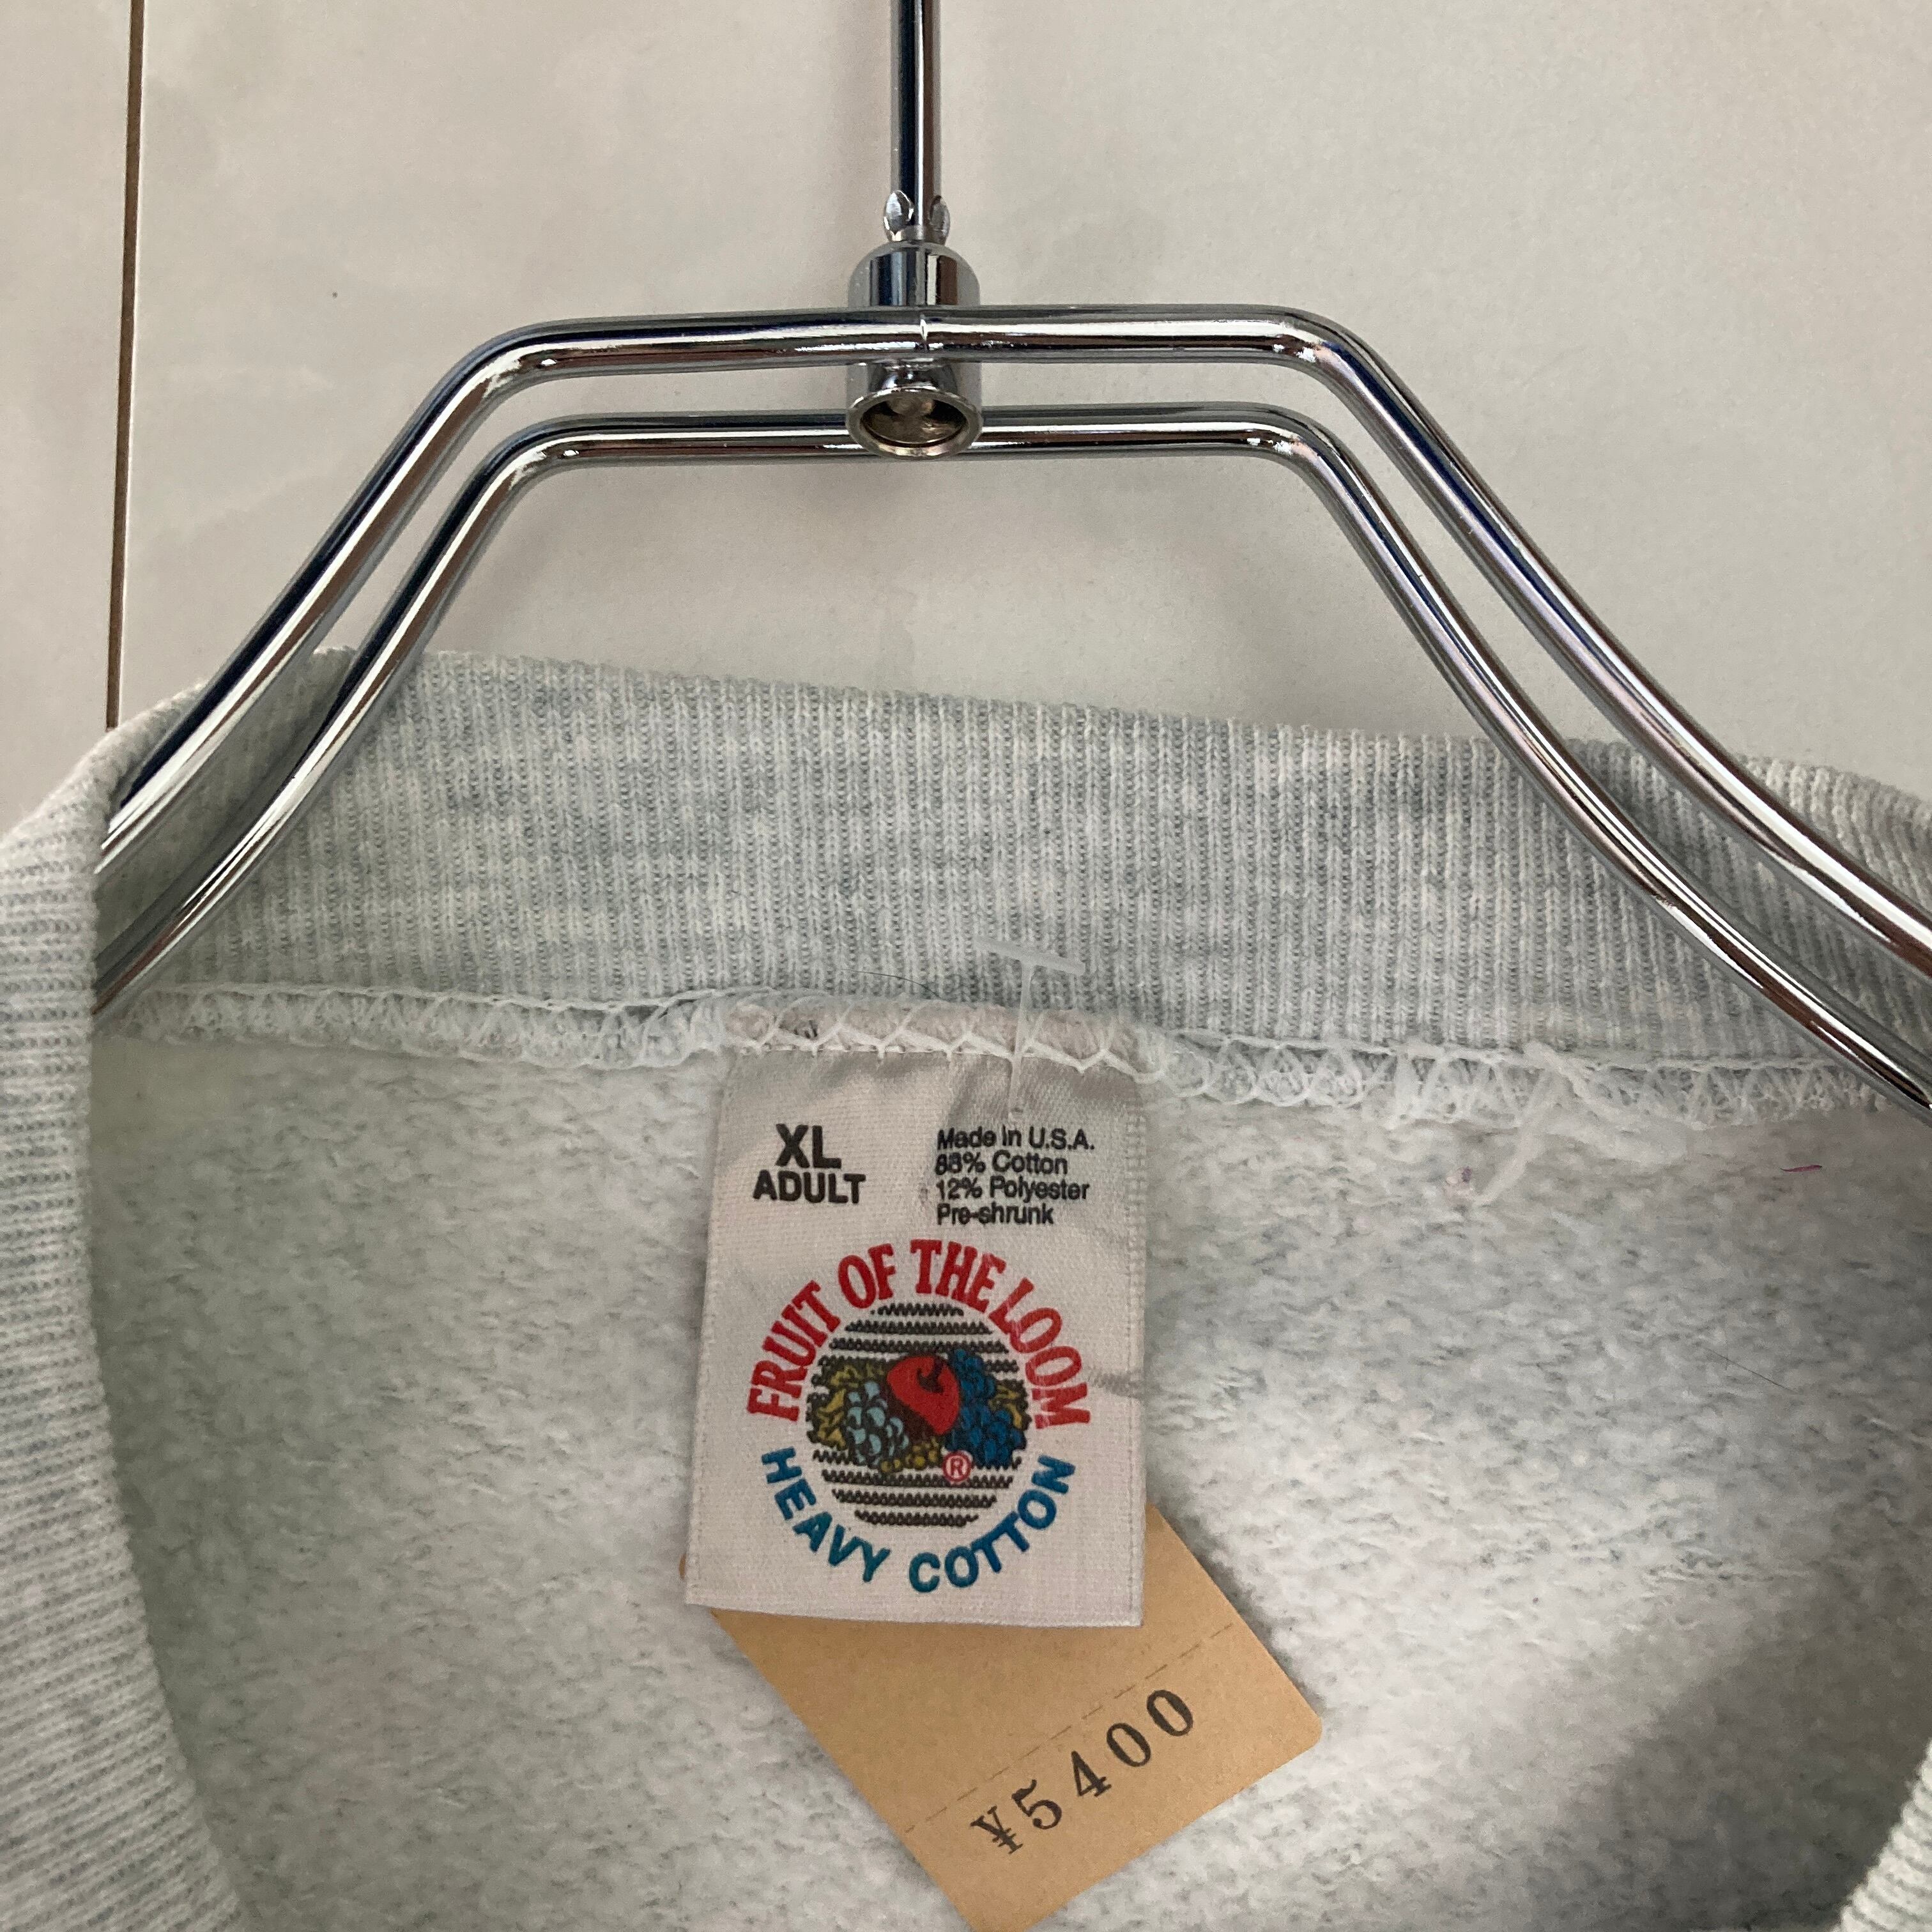 XL
ADULT
Made in U.S.A.
88% Cotton
12% Polyester
Pre-shrunk
FRUIT OF THE LOOM
®
HEAVY COTTON
¥5400